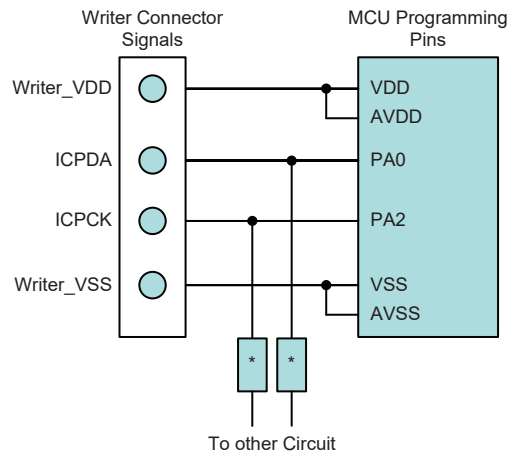 Writer Connector
Signals
MCU Programming
Pins
Writer_VDD
VDD
AVDD
ICPDA
PA0
ICPCK
PA2
Writer_VSS
VSS
AVSS
* *
To other Circuit